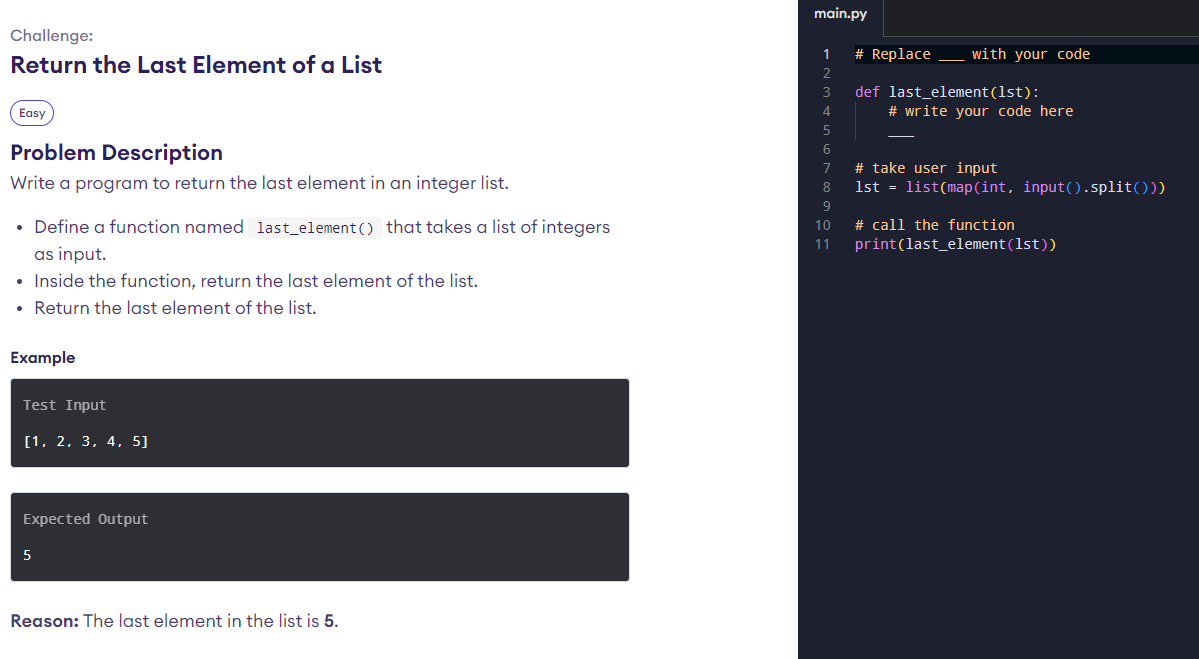 Challenge:
Return the Last Element of a List
Easy
Problem Description
Write a program to return the last element in an integer list.
• Define a function named last_element() that takes a list of integers
as input.
• Inside the function, return the last element of the list.
• Return the last element of the list.
Example
Test Input
[1, 2, 3, 4, 5]
Expected Output
5
Reason: The last element in the list is 5.
main.py
1 # Replace ___ with your code
2
3 def last_element(lst):
4     # write your code here
5     ___
6
7 # take user input
8 lst = list(map(int, input().split()))
9
10 # call the function
11 print(last_element(lst))